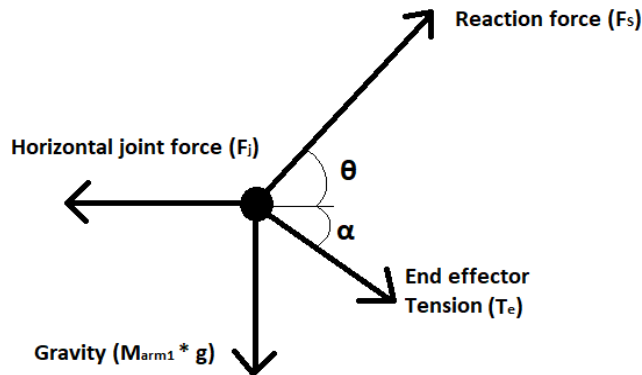 Reaction force (Fs)
Horizontal joint force (Fj)
θ
α
End effector
Tension (Te)
Gravity (Marm1 * g)